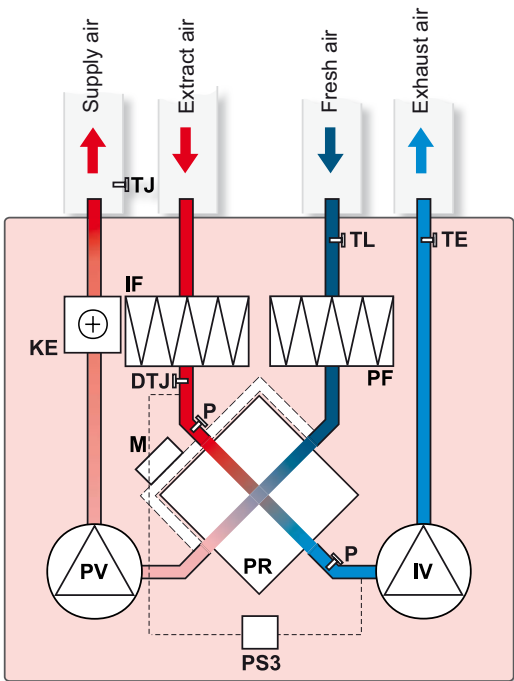 Supply air
Extract air
Fresh air
Exhaust air
TJ
TL
TE
IF
KE
PF
DTJ
P
M
PV
PR
P
IV
PS3